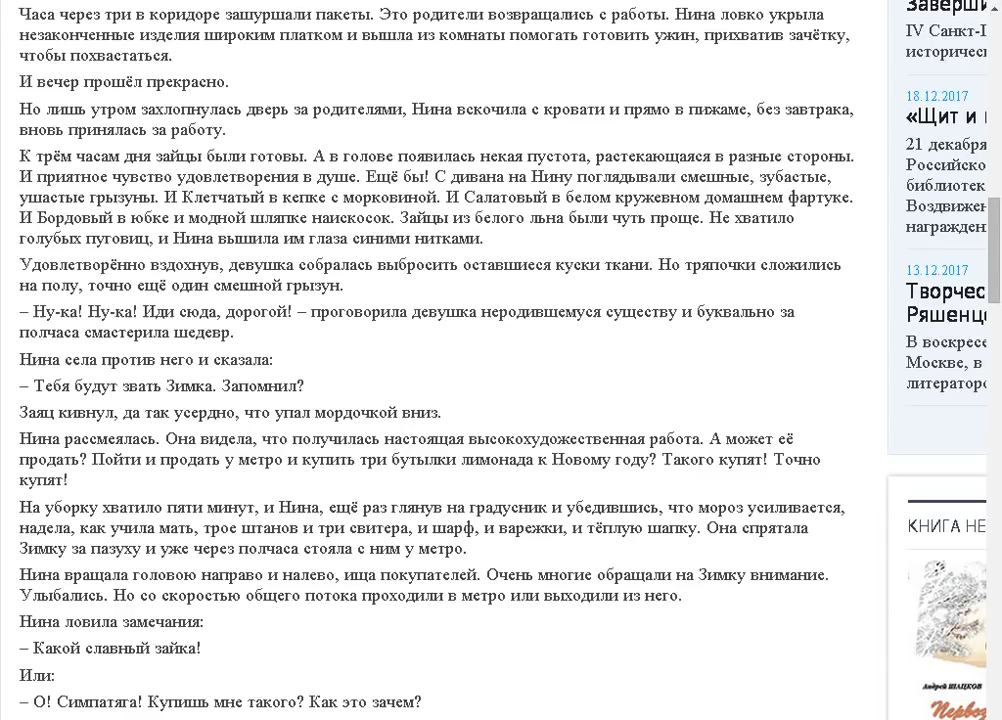 Часа через три в коридоре зашуршали пакеты. Это родители возвращались с работы. Нина ловко укрыла
незаконченные изделия широким платком и вышла из комнаты помогать готовить ужин, прихватив зачётку,
чтобы похвастаться.
И вечер прошёл прекрасно.
Но лишь утром захлопнулась дверь за родителями, Нина вскочила с кровати и прямо в пижаме, без завтрака,
вновь принялась за работу.
К трём часам дня зайцы были готовы. А в голове появилась некая пустота, растекающаяся в разные стороны.
И приятное чувство удовлетворения в душе. Ещё бы! С дивана на Нину поглядывали смешные, зубастые,
ушастые грызуны. И Клетчатый в кепке с морковиной. И Салатовый в белом кружевном домашнем фартуке.
И Бордовый в юбке и модной шляпке наискосок. Зайцы из белого льна были чуть проще. Не хватило
голубых пуговиц, и Нина вышила им глаза синими нитками.
Удовлетворённо вздохнув, девушка собралась выбросить оставшиеся куски ткани. Но тряпочки сложились
на полу, точно ещё один смешной грызун.
– Ну-ка! Ну-ка! Иди сюда, дорогой! – проговорила девушка неродившемуся существу и буквально за
полчаса смастерила шедевр.
Нина села против него и сказала:
– Тебя будут звать Зимка. Запомнил?
Заяц кивнул, да так усердно, что упал мордочкой вниз.
Нина рассмеялась. Она видела, что получилась настоящая высокохудожественная работа. А может её
продать? Пойти и продать у метро и купить три бутылки лимонада к Новому году? Такого купят! Точно
купят!
На уборку хватило пяти минут, и Нина, ещё раз глянув на градусник и убедившись, что мороз усиливается,
надела, как учила мать, трое штанов и три свитера, и шарф, и варежки, и тёплую шапку. Она спрятала
Зимку за пазуху и уже через полчаса стояла с ним у метро.
Нина вращала головою направо и налево, ища покупателей. Очень многие обращали на Зимку внимание.
Улыбались. Но со скоростью общего потока проходили в метро или выходили из него.
Нина ловила замечания:
– Какой славный зайка!
Или:
– О! Симпатяга! Купишь мне такого? Как это зачем?
Заверши
IV Санкт-П
историчес
18.12.2017
«Щит и
21 декабря
Российско
библиотек
Воздвижен
награжден
13.12.2017
Творчес
Ряшенце
В воскресе
Москве, в
литераторо
КНИГА НЕ
Андрей ШАЦКОВ
Первоз